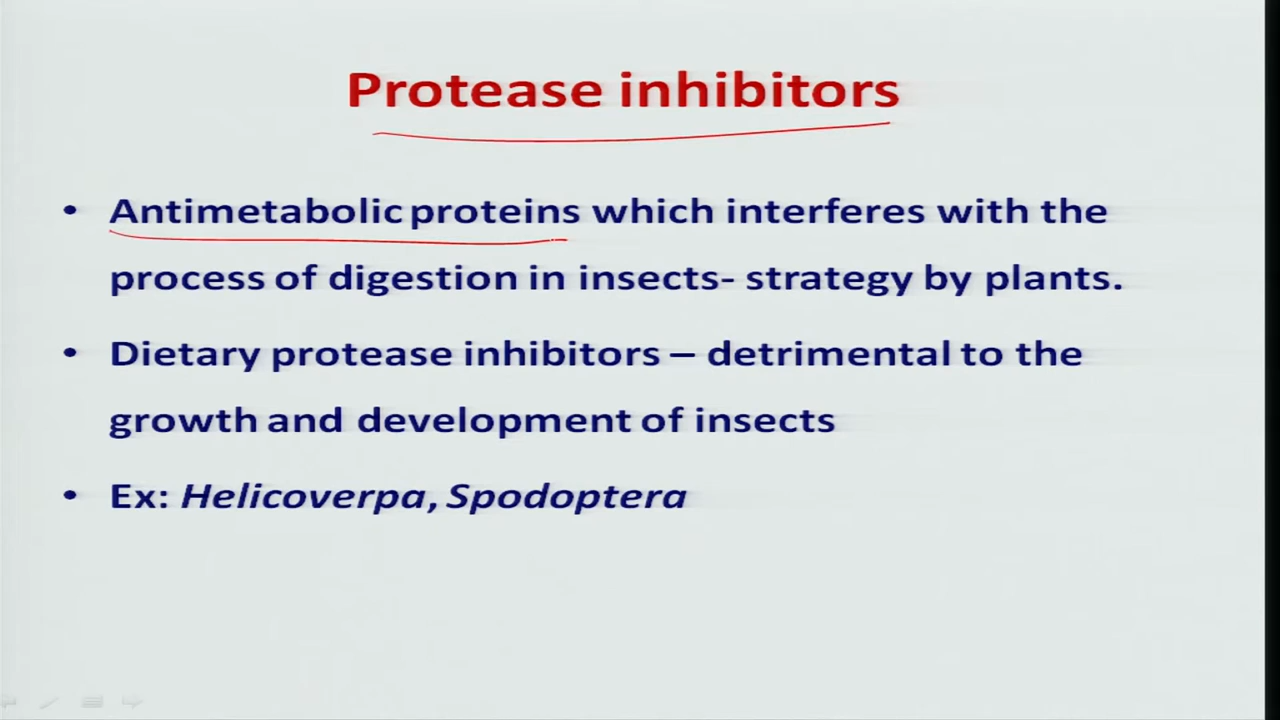 Protease inhibitors
• Antimetabolic proteins which interferes with the
process of digestion in insects- strategy by plants.
• Dietary protease inhibitors – detrimental to the
growth and development of insects
• Ex: Helicoverpa, Spodoptera